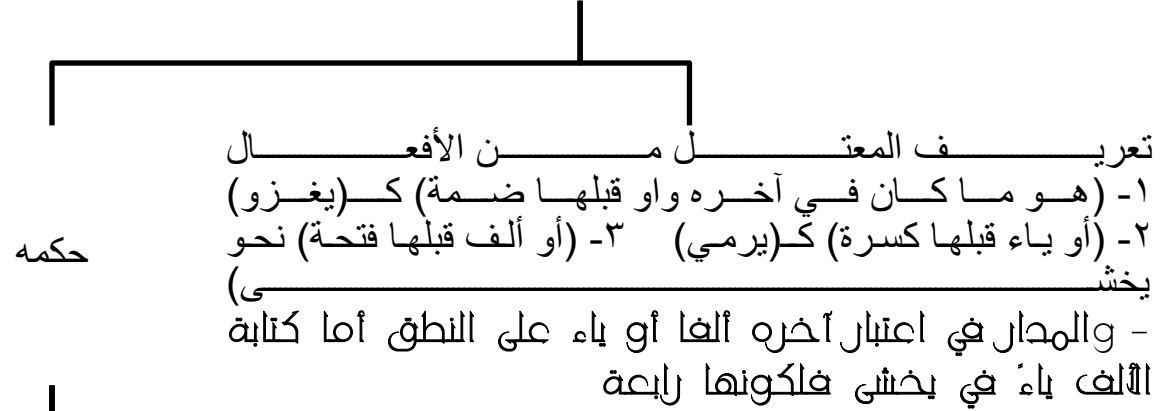 تعريف المعتل من الأفعال
١- (هو ما كان في آخره واو قبلها ضمة) كـ(يغزو)
٢- (أو ياء قبلها كسرة) كـ(يرمي) ٣- (أو ألف قبلها فتحة) نحو
يخشى)
- والمدار في اعتبار آخره ألفا أو ياء على النطق أما كتابة
الألف ياءً في يخشى فلكونها رابعة
حكمه